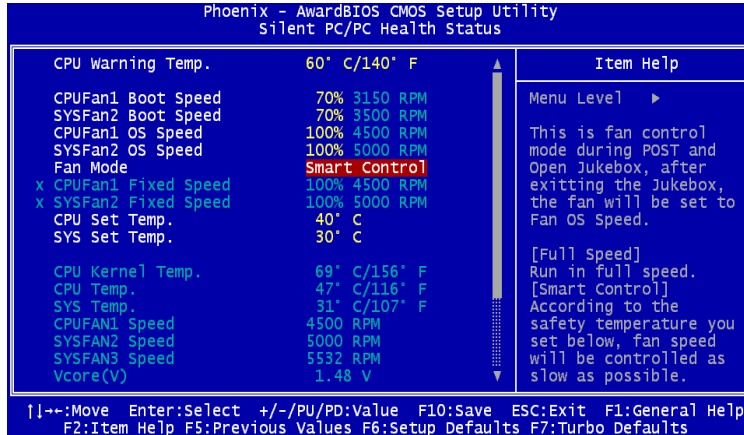 Phoenix - AwardBIOS CMOS Setup Utility
Silent PC/PC Health Status
CPU Warning Temp. 60° C/140° F
CPUFan1 Boot Speed 70% 3150 RPM
SYSFan2 Boot Speed 70% 3500 RPM
CPUFan1 OS Speed 100% 4500 RPM
SYSFan2 OS Speed 100% 5000 RPM
Fan Mode Smart Control
x CPUFan1 Fixed Speed 100% 4500 RPM
x SYSFan2 Fixed Speed 100% 5000 RPM
CPU Set Temp. 40° C
SYS Set Temp. 30° C
CPU Kernel Temp. 69° C/156° F
CPU Temp. 47° C/116° F
SYS Temp. 31° C/107° F
CPUFAN1 Speed 4500 RPM
SYSFAN2 Speed 5000 RPM
SYSFAN3 Speed 5532 RPM
Vcore(V) 1.48 V
Item Help
Menu Level ▶
This is fan control
mode during POST and
Open Jukebox, after
exitting the Jukebox,
the fan will be set to
Fan OS Speed.
[Full Speed]
Run in full speed.
[Smart Control]
According to the
safety temperature you
set below, fan speed
will be controlled as
slow as possible.
↑↓→←:Move Enter:Select +/-/PU/PD:Value F10:Save ESC:Exit F1:General Help
F2:Item Help F5:Previous Values F6:Setup Defaults F7:Turbo Defaults